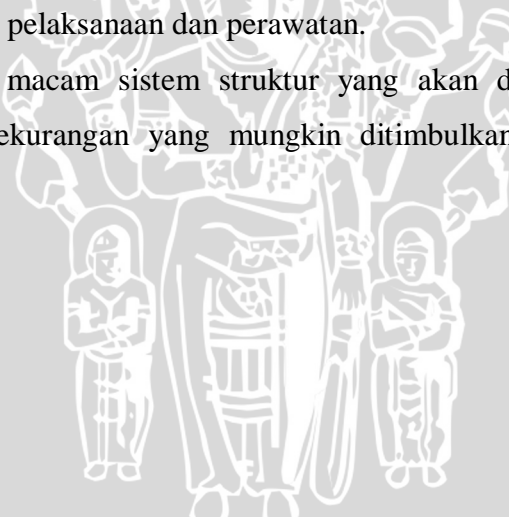 pelaksanaan dan perawatan.
macam sistem struktur yang akan d
ekurangan yang mungkin ditimbulkan